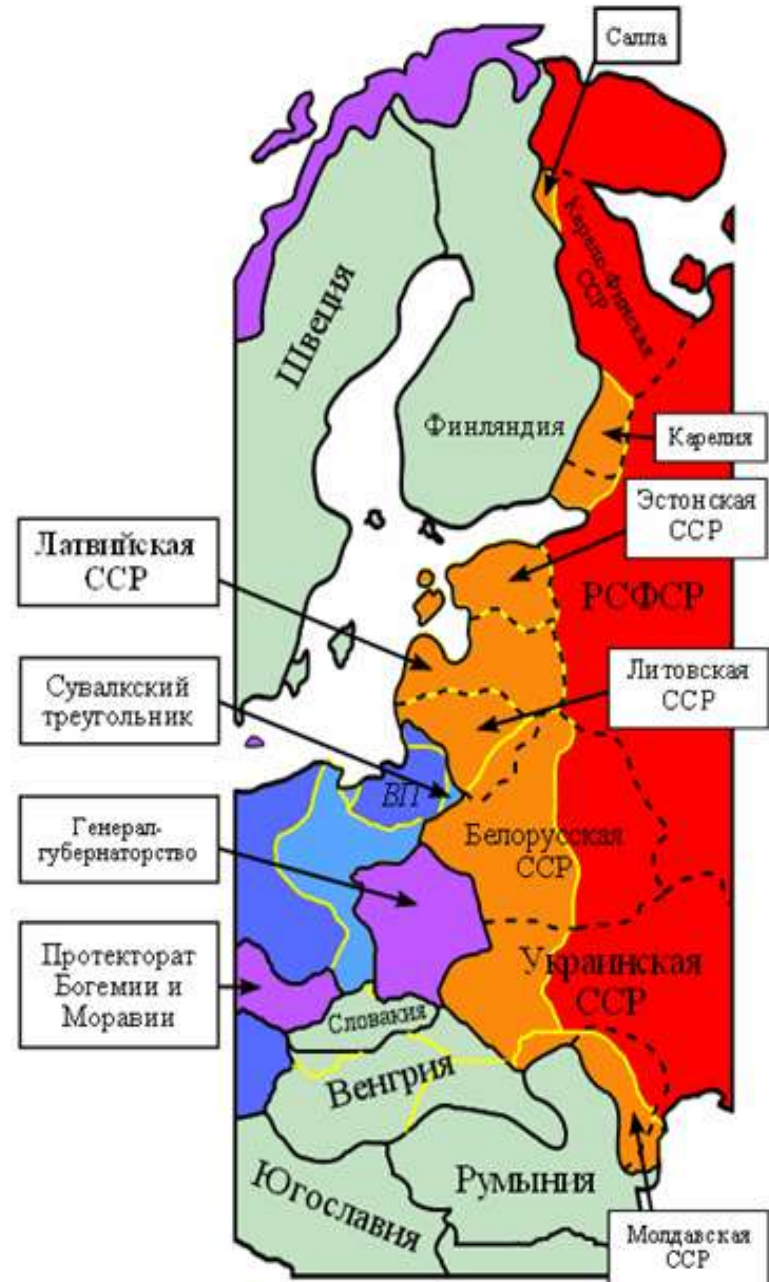 Салла
Карело-Финская
ССР
Швеция
Финляндия
Карелия
Эстонская
ССР
Латвийская
ССР
РСФСР
Сувалкский
треугольник
Литовская
ССР
ВП
Генерал-
губернаторство
Белорусская
ССР
Протекторат
Богемии и
Моравии
Украинская
ССР
Словакия
Венгрия
Югославия
Румыния
Молдавская
ССР